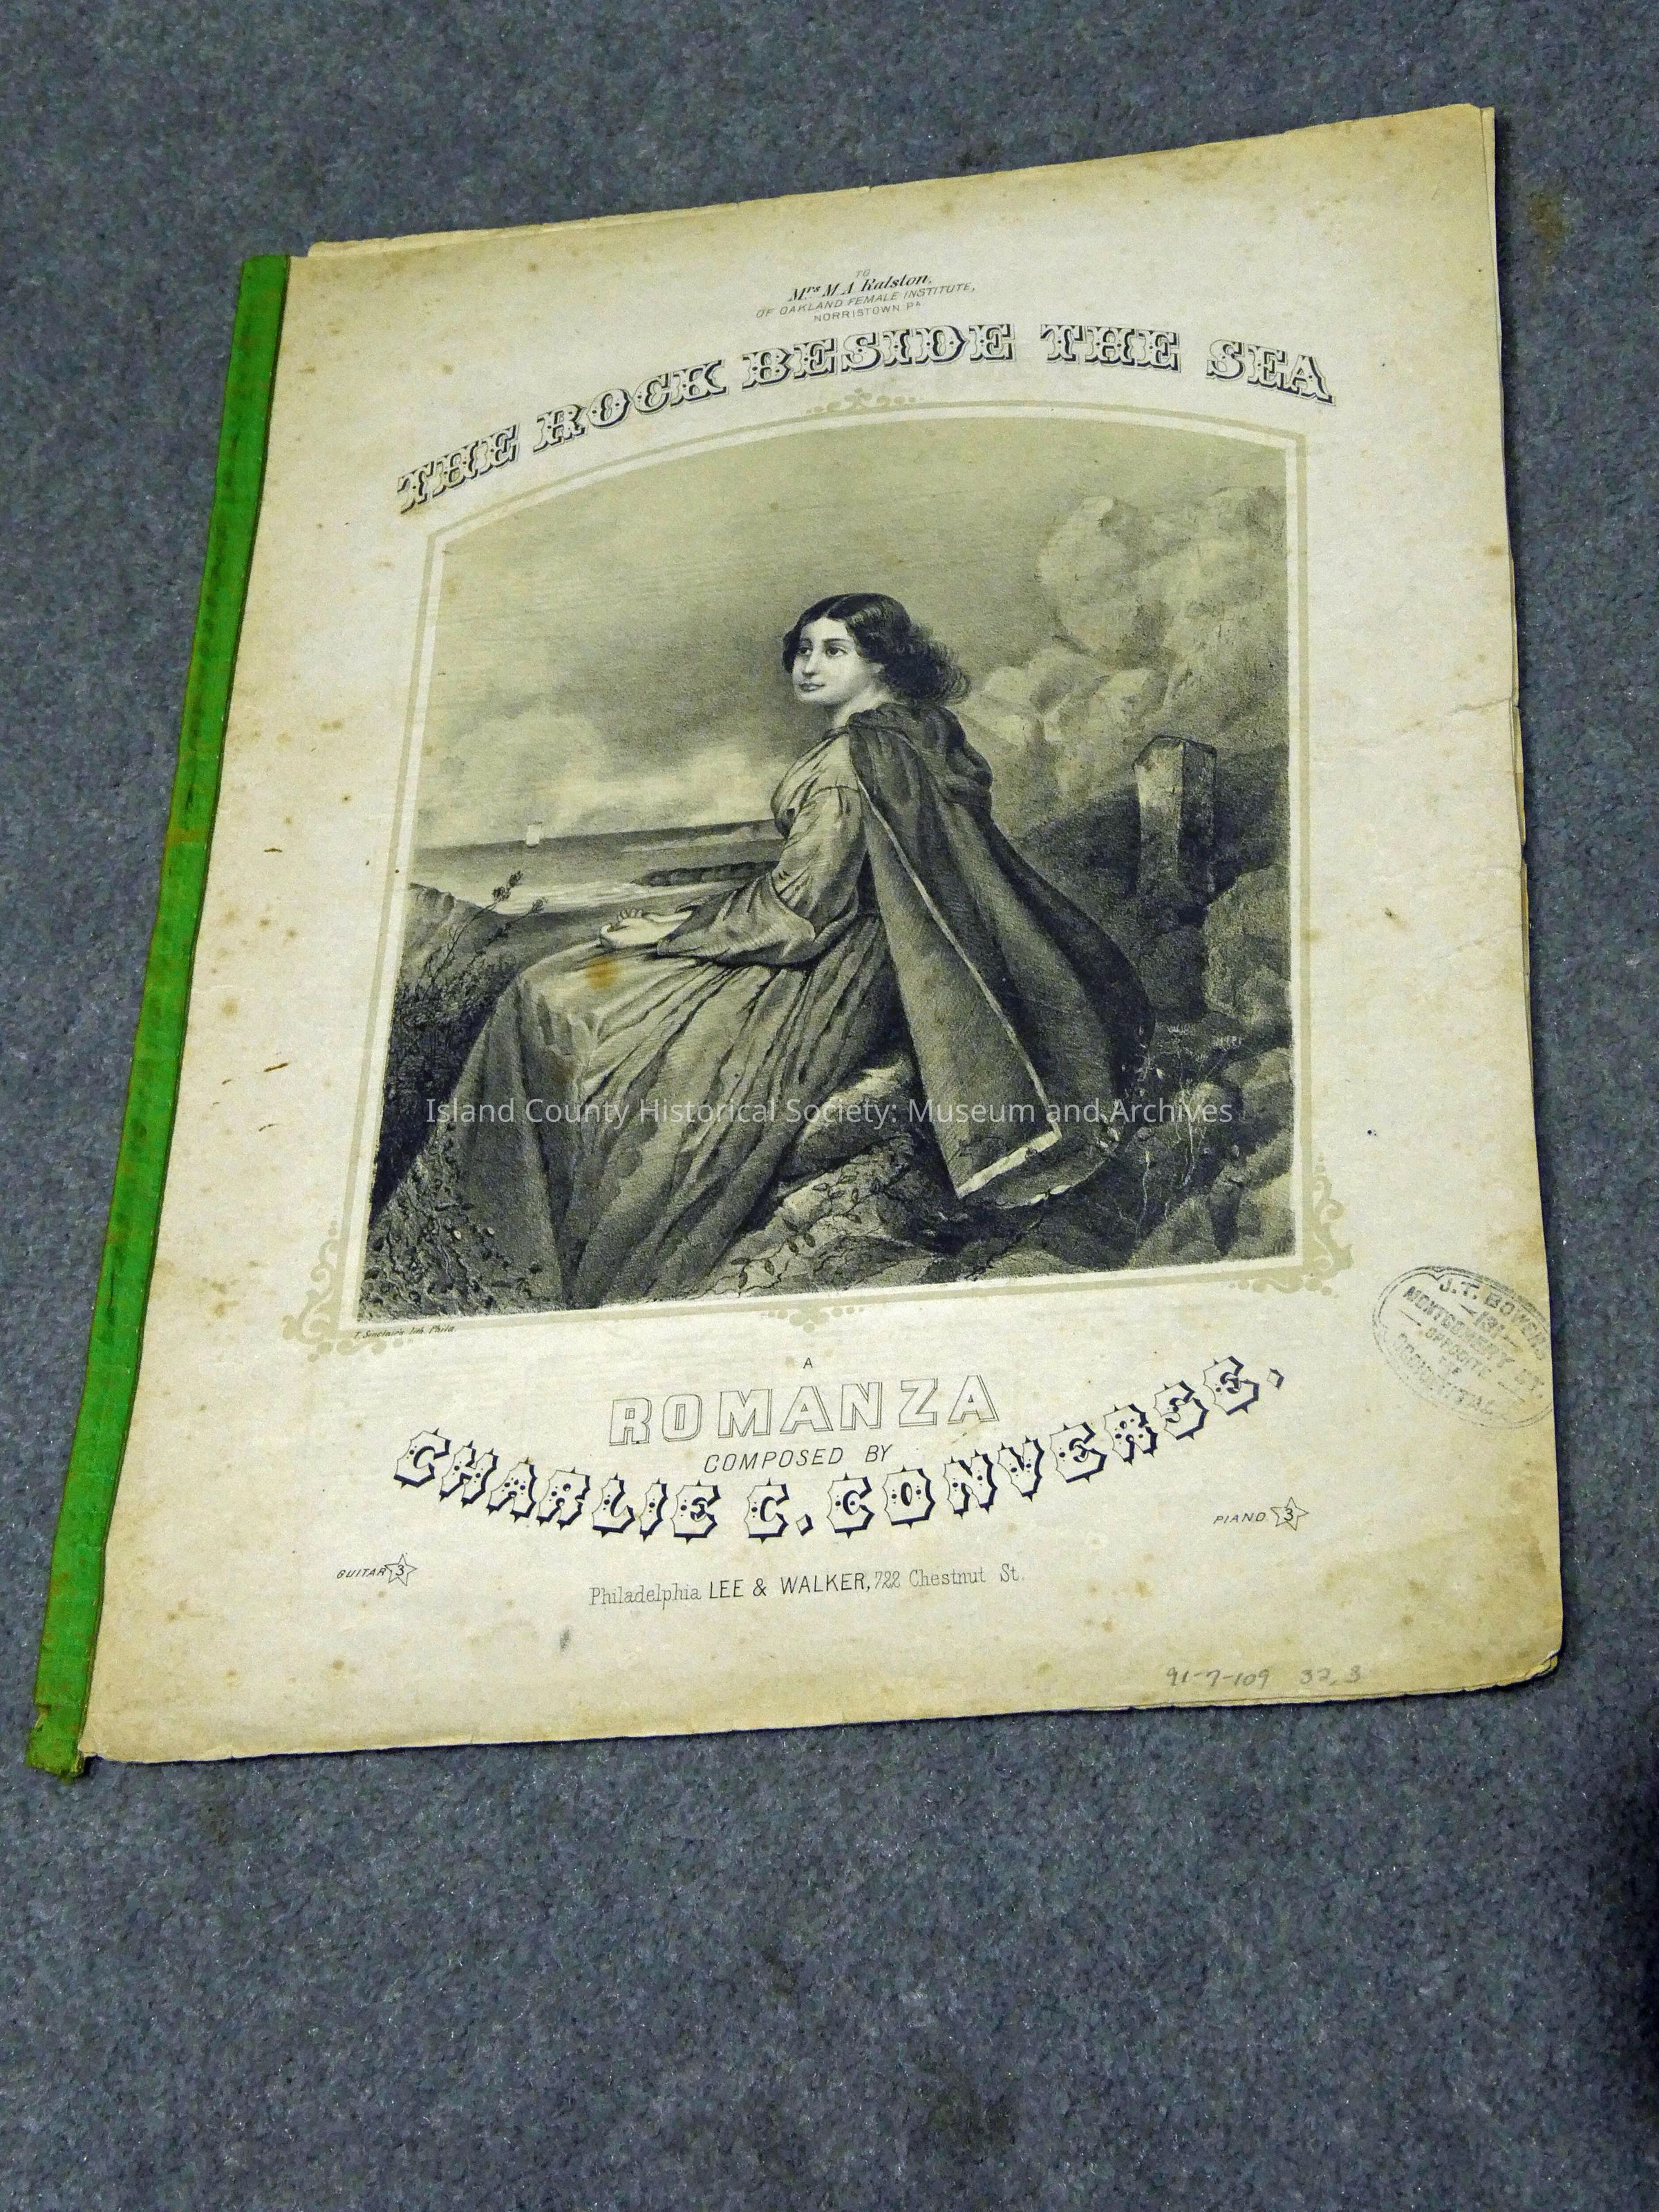 TO
Mrs M A Ralston,
OF OAKLAND FEMALE INSTITUTE,
NORRISTOWN PA
THE ROCK BESIDE THE SEA
Island County Historical Society: Museum and Archives
T. Sinclair's lith. Phila.
J.T. BOWERS
131
MONTGOMERY ST.
OPPOSITE
THE
OCCIDENTAL
A
ROMANZA
COMPOSED BY
CHARLIE C. CONVERSE.
GUITAR 3
PIANO 3
Philadelphia LEE & WALKER, 722 Chestnut St.
91-7-109 32.3